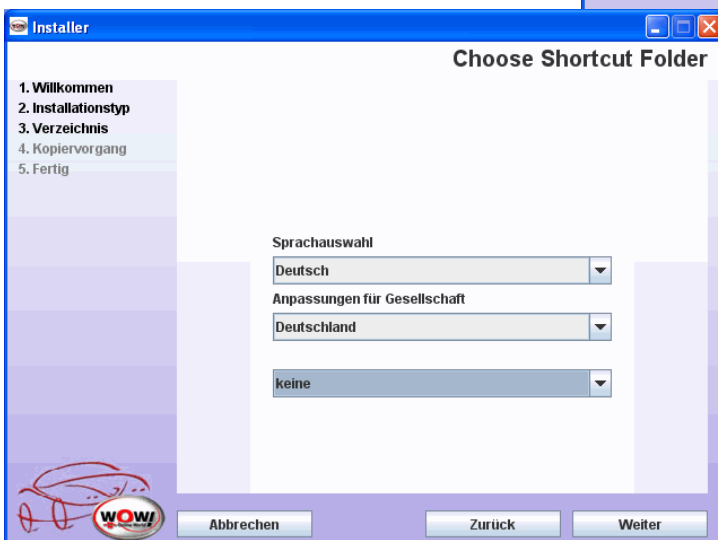 Installer
Choose Shortcut Folder
1. Willkommen
2. Installationstyp
3. Verzeichnis
4. Kopiervorgang
5. Fertig
Sprachauswahl
Deutsch
Anpassungen für Gesellschaft
Deutschland
keine
WOW!
Abbrechen
Zurück
Weiter